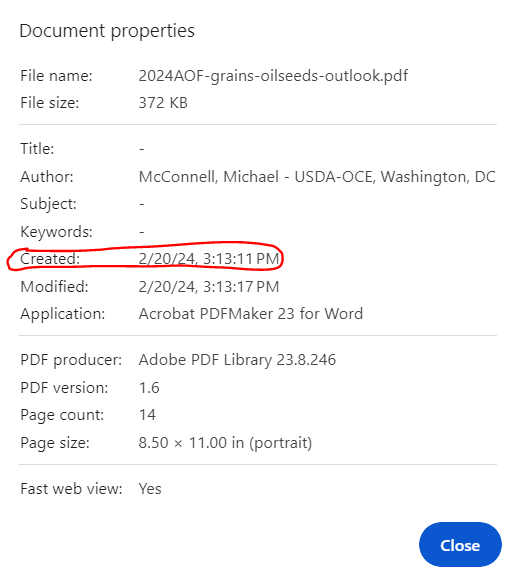 Document properties
File name: 2024AOF-grains-oilseeds-outlook.pdf
File size: 372 KB
Title: -
Author: McConnell, Michael - USDA-OCE, Washington, DC
Subject: -
Keywords: -
Created: 2/20/24, 3:13:11 PM
Modified: 2/20/24, 3:13:17 PM
Application: Acrobat PDFMaker 23 for Word
PDF producer: Adobe PDF Library 23.8.246
PDF version: 1.6
Page count: 14
Page size: 8.50 × 11.00 in (portrait)
Fast web view: Yes
Close